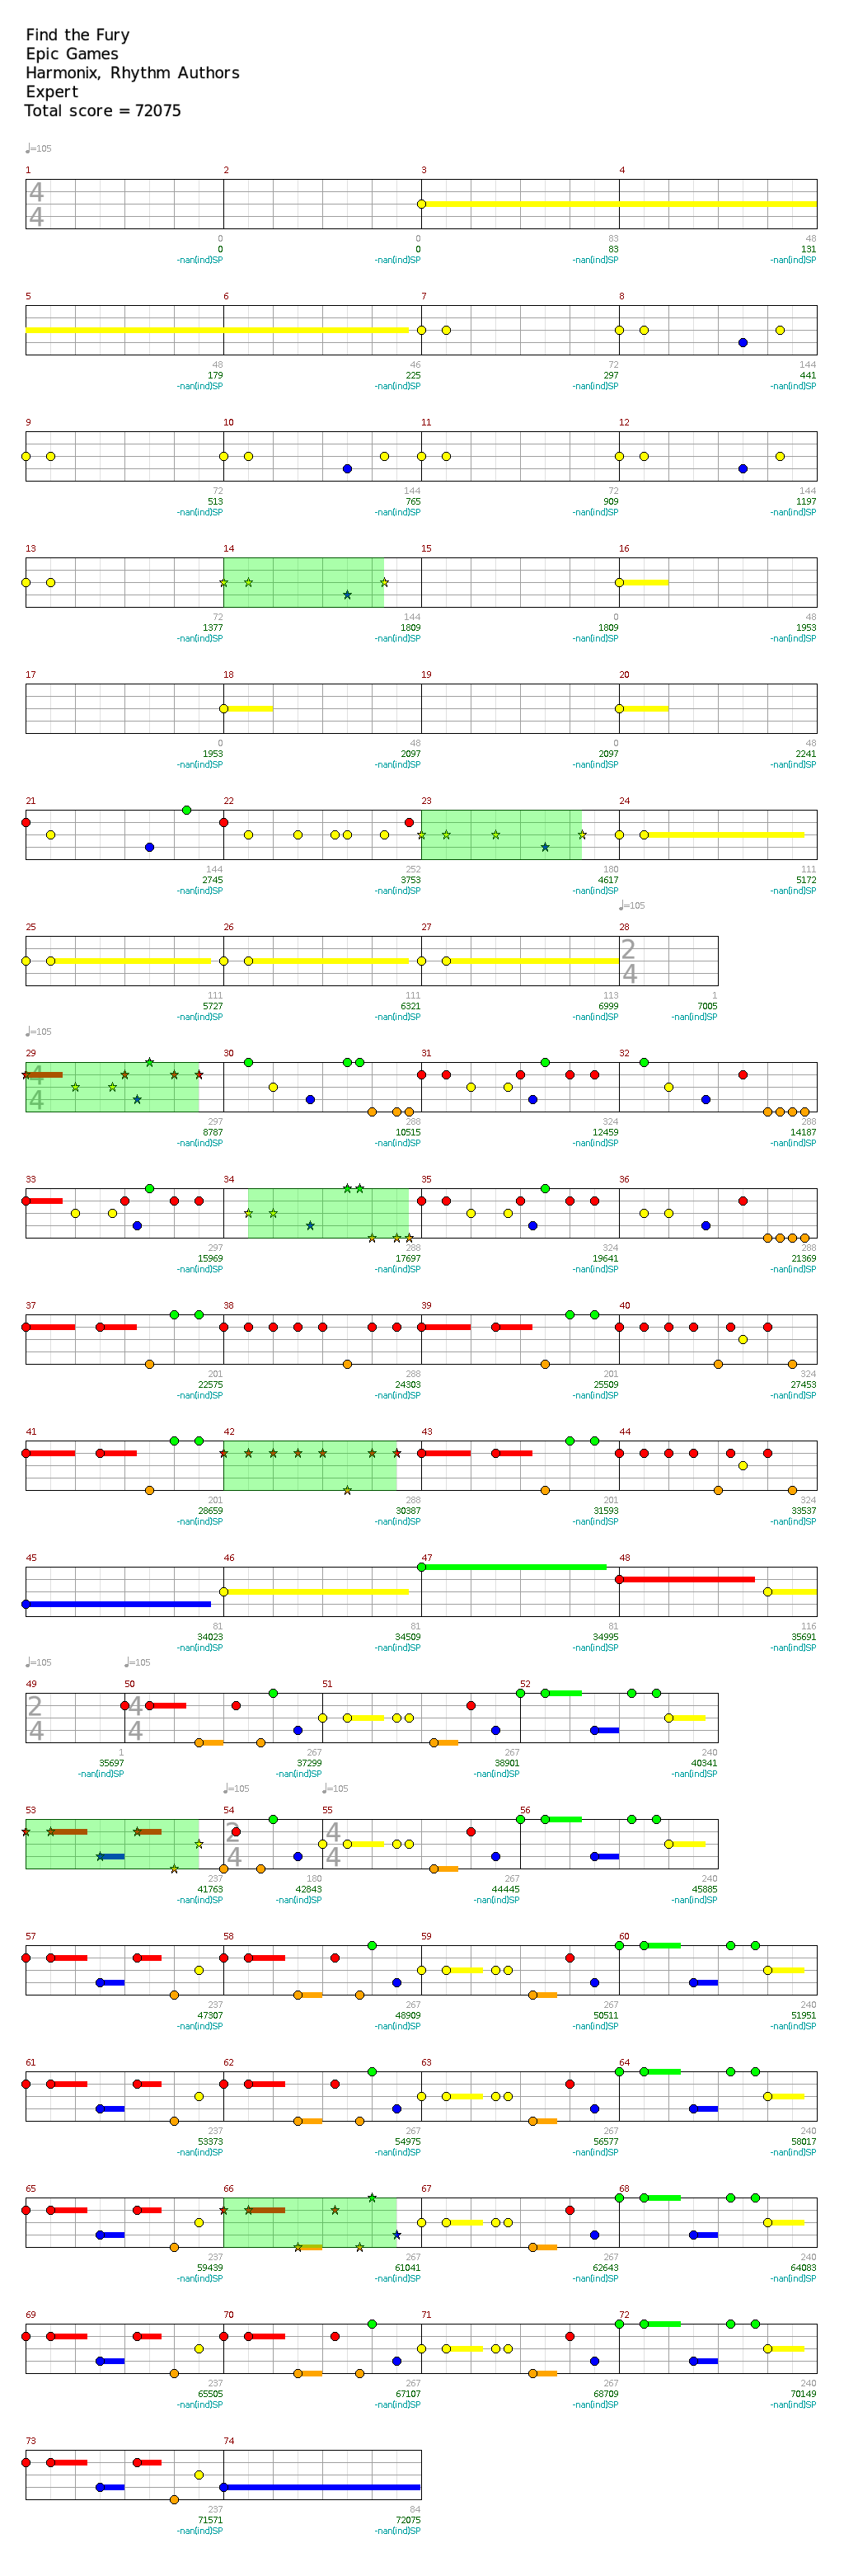 Find the Fury
Epic Games
Harmonix, Rhythm Authors
Expert
Total score = 72075
♩=105
1 2 3 4
4
4
0 0 83 48
0 0 83 131
-nan(ind)SP -nan(ind)SP -nan(ind)SP -nan(ind)SP
5 6 7 8
48 46 72 144
179 225 297 441
-nan(ind)SP -nan(ind)SP -nan(ind)SP -nan(ind)SP
9 10 11 12
72 144 72 144
513 765 909 1197
-nan(ind)SP -nan(ind)SP -nan(ind)SP -nan(ind)SP
13 14 15 16
72 144 0 48
1377 1809 1809 1953
-nan(ind)SP -nan(ind)SP -nan(ind)SP -nan(ind)SP
17 18 19 20
0 48 0 48
1953 2097 2097 2241
-nan(ind)SP -nan(ind)SP -nan(ind)SP -nan(ind)SP
21 22 23 24
144 252 180 111
2745 3753 4617 5172
-nan(ind)SP -nan(ind)SP -nan(ind)SP -nan(ind)SP
♩=105
25 26 27 28
2
4
111 111 113 1
5727 6321 6999 7005
-nan(ind)SP -nan(ind)SP -nan(ind)SP -nan(ind)SP
♩=105
29 30 31 32
4
4
297 288 324 288
8787 10515 12459 14187
-nan(ind)SP -nan(ind)SP -nan(ind)SP -nan(ind)SP
33 34 35 36
297 288 324 288
15969 17697 19641 21369
-nan(ind)SP -nan(ind)SP -nan(ind)SP -nan(ind)SP
37 38 39 40
201 288 201 324
22575 24303 25509 27453
-nan(ind)SP -nan(ind)SP -nan(ind)SP -nan(ind)SP
41 42 43 44
201 288 201 324
28659 30387 31593 33537
-nan(ind)SP -nan(ind)SP -nan(ind)SP -nan(ind)SP
45 46 47 48
81 81 81 116
34023 34509 34995 35691
-nan(ind)SP -nan(ind)SP -nan(ind)SP -nan(ind)SP
♩=105 ♩=105
49 50 51 52
2 4
4 4
1 267 267 240
35697 37299 38901 40341
-nan(ind)SP -nan(ind)SP -nan(ind)SP -nan(ind)SP
♩=105 ♩=105
53 54 55 56
2 4
4 4
237 180 267 240
41763 42843 44445 45885
-nan(ind)SP -nan(ind)SP -nan(ind)SP -nan(ind)SP
57 58 59 60
237 267 267 240
47307 48909 50511 51951
-nan(ind)SP -nan(ind)SP -nan(ind)SP -nan(ind)SP
61 62 63 64
237 267 267 240
53373 54975 56577 58017
-nan(ind)SP -nan(ind)SP -nan(ind)SP -nan(ind)SP
65 66 67 68
237 267 267 240
59439 61041 62643 64083
-nan(ind)SP -nan(ind)SP -nan(ind)SP -nan(ind)SP
69 70 71 72
237 267 267 240
65505 67107 68709 70149
-nan(ind)SP -nan(ind)SP -nan(ind)SP -nan(ind)SP
73 74
237 84
71571 72075
-nan(ind)SP -nan(ind)SP